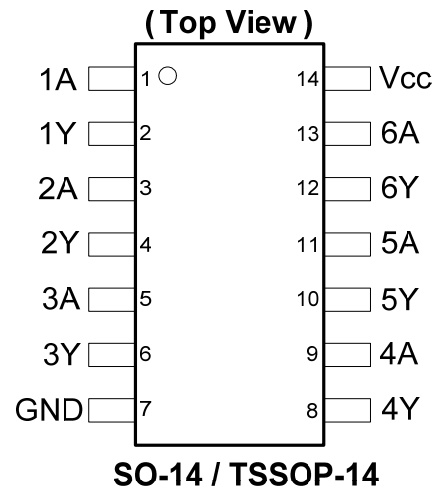 (Top View)
1A 1 14 Vcc
1Y 2 13 6A
2A 3 12 6Y
2Y 4 11 5A
3A 5 10 5Y
3Y 6 9 4A
GND 7 8 4Y
SO-14 / TSSOP-14